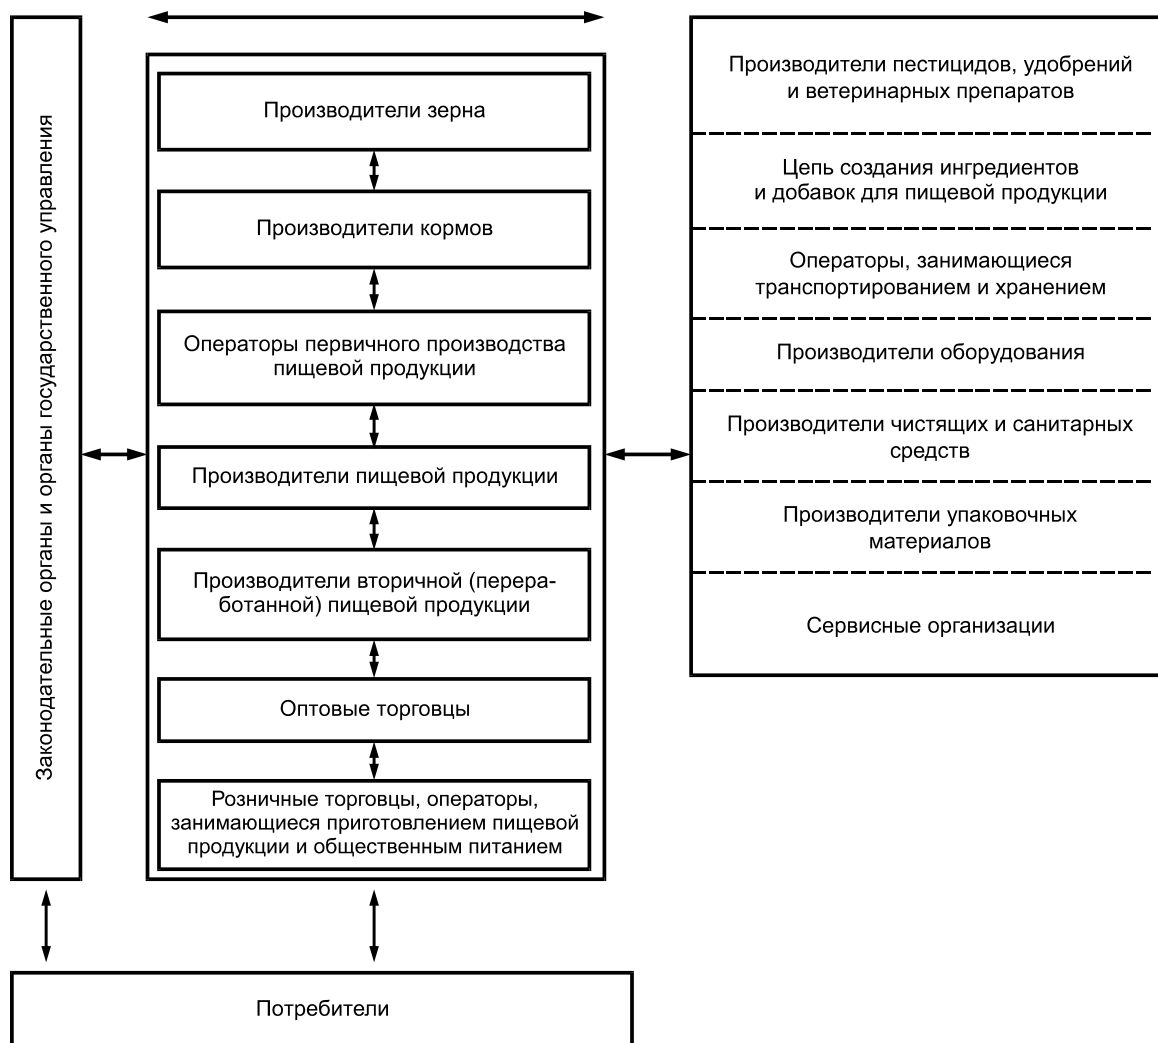 Законодательные органы и органы государственного управления
Производители зерна
Производители кормов
Операторы первичного производства
пищевой продукции
Производители пищевой продукции
Производители вторичной (перера-
ботанной) пищевой продукции
Оптовые торговцы
Розничные торговцы, операторы,
занимающиеся приготовлением пищевой
продукции и общественным питанием
Производители пестицидов, удобрений
и ветеринарных препаратов
Цепь создания ингредиентов
и добавок для пищевой продукции
Операторы, занимающиеся
транспортированием и хранением
Производители оборудования
Производители чистящих и санитарных
средств
Производители упаковочных
материалов
Сервисные организации
Потребители